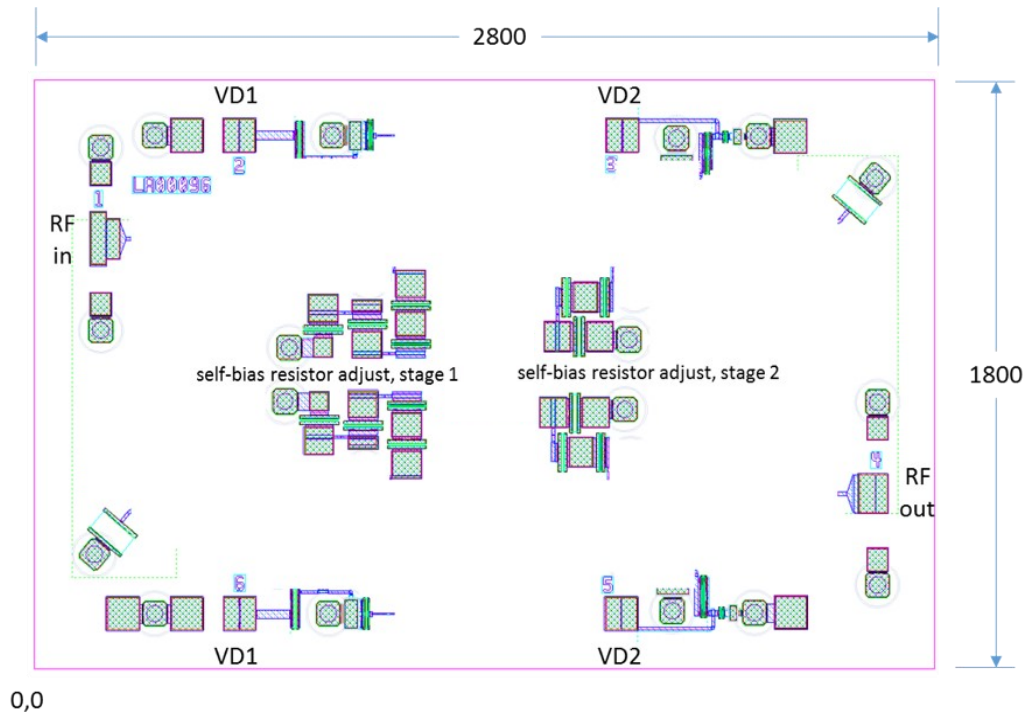 2800
VD1
VD2
2
3
1
LA00096
RF
in
self-bias resistor adjust, stage 1
self-bias resistor adjust, stage 2
1800
4
RF
out
6
5
VD1
VD2
0,0